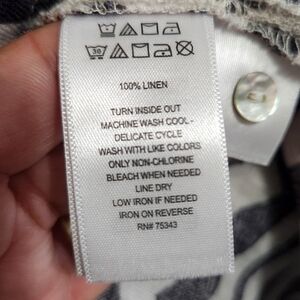 30
100% LINEN
TURN INSIDE OUT
MACHINE WASH COOL -
DELICATE CYCLE
WASH WITH LIKE COLORS
ONLY NON-CHLORINE
BLEACH WHEN NEEDED
LINE DRY
LOW IRON IF NEEDED
IRON ON REVERSE
RN# 75343